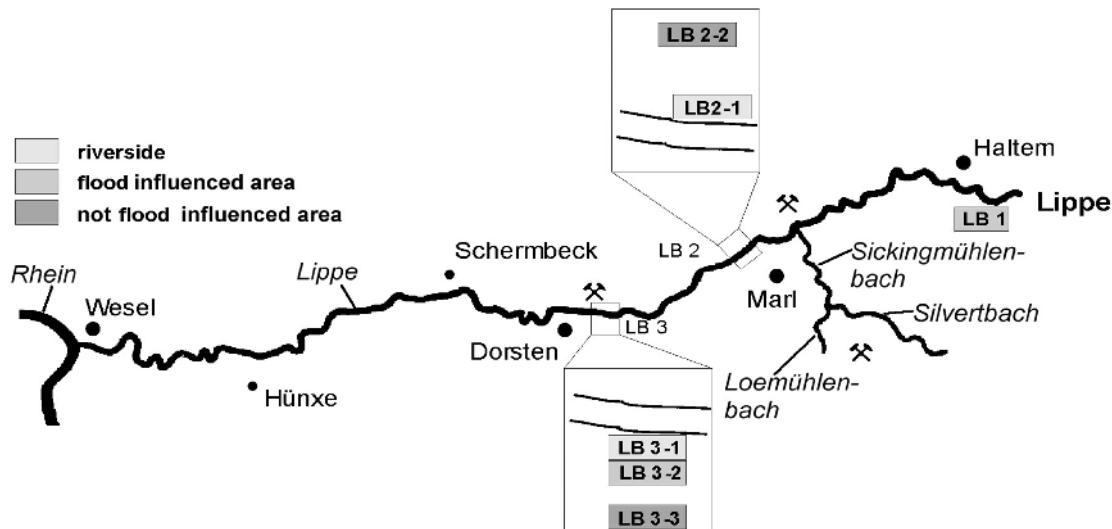 LB 2-2
LB2-1
riverside
flood influenced area
not flood influenced area
Haltern
Lippe
LB 1
Sickingmühlen-
bach
LB 2
Schermbeck
Marl
Rhein
Lippe
Wesel
Silvertbach
LB 3
Dorsten
Loemühlen-
bach
Hünxe
LB 3-1
LB 3-2
LB 3-3